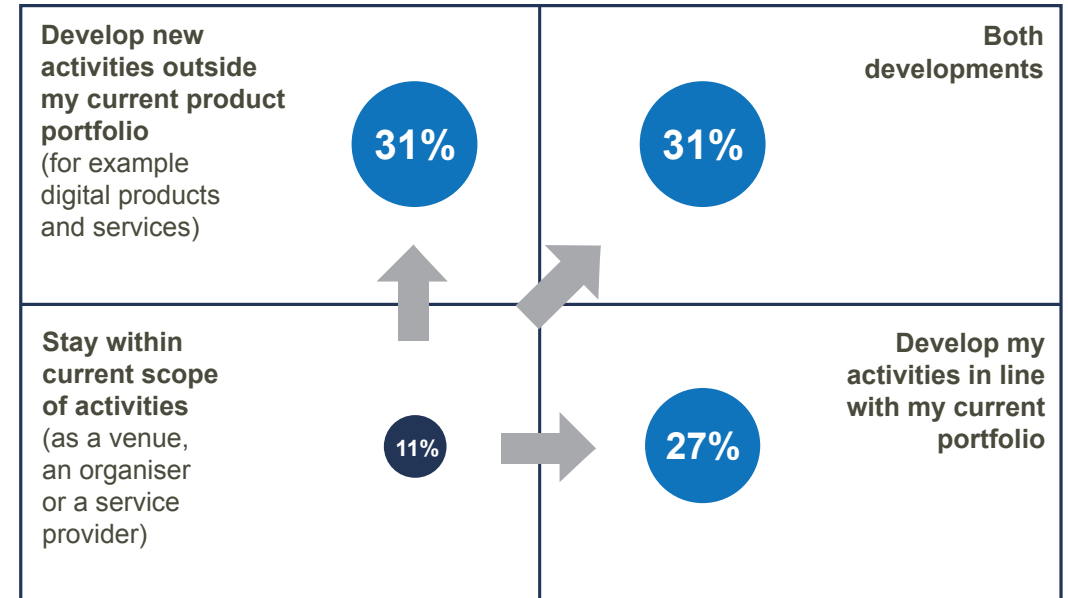 Develop new
activities outside
my current product
portfolio
(for example
digital products
and services)
31%
Both
developments
31%
Stay within
current scope
of activities
(as a venue,
an organiser
or a service
provider)
11%
Develop my
activities in line
with my current
portfolio
27%